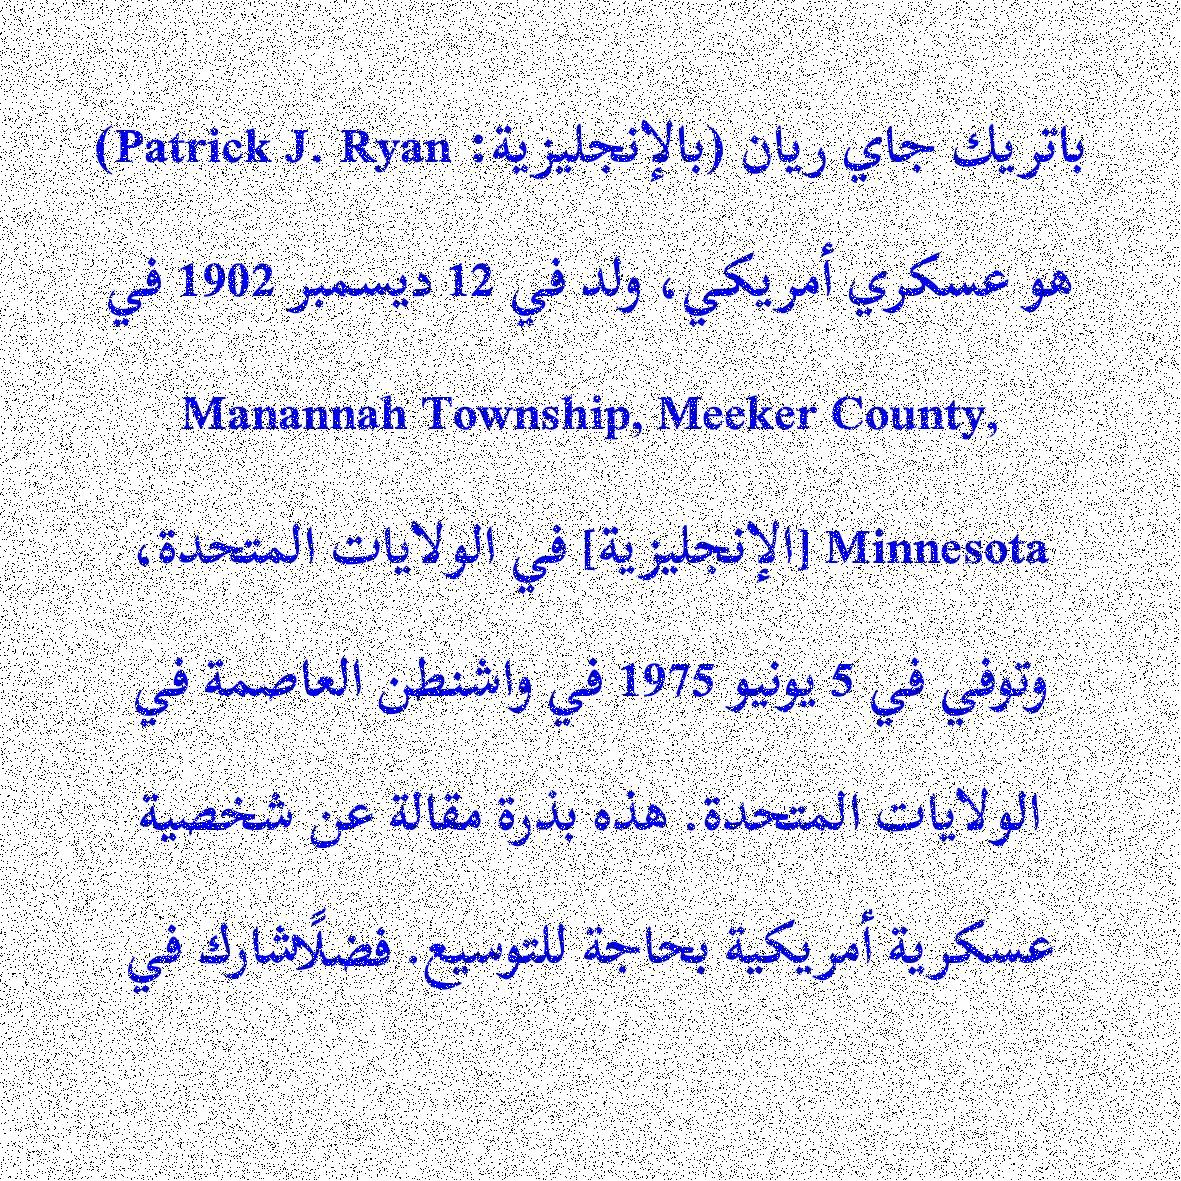 باتريك جاي ريان (بالإنجليزية: Patrick J. Ryan)
هو عسكري أمريكي، ولد في 12 ديسمبر 1902 في
Manannah Township, Meeker County,
Minnesota [الإنجليزية] في الولايات المتحدة،
وتوفي في 5 يونيو 1975 في واشنطن العاصمة في
الولايات المتحدة. هذه بذرة مقالة عن شخصية
عسكرية أمريكية بحاجة للتوسيع. فضلًاشارك في